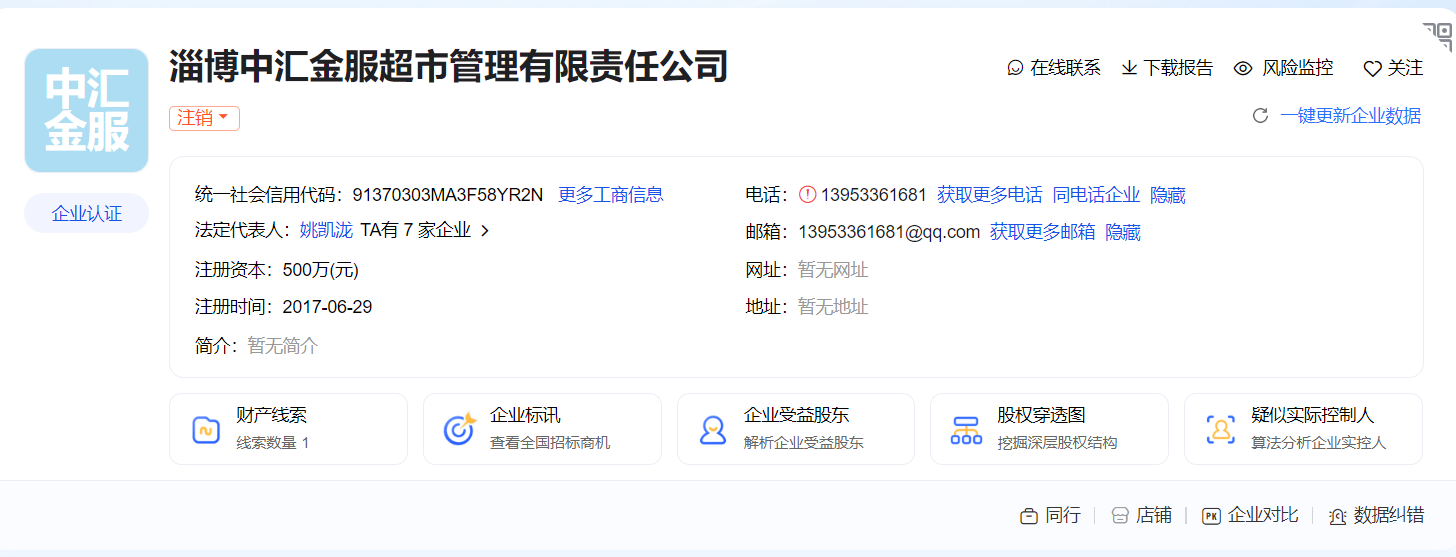 中汇
金服
淄博中汇金服超市管理有限责任公司
在线联系 下载报告 风险监控 关注
注销
一键更新企业数据
企业认证
统一社会信用代码：91370303MA3F58YR2N 更多工商信息
电话：13953361681 获取更多电话 同电话企业 隐藏
法定代表人：姚凯泷 TA有 7 家企业 >
邮箱：13953361681@qq.com 获取更多邮箱 隐藏
注册资本：500万(元)
网址：暂无网址
注册时间：2017-06-29
地址：暂无地址
简介：暂无简介
财产线索
线索数量 1
企业标讯
查看全国招标商机
企业受益股东
解析企业受益股东
股权穿透图
挖掘深层股权结构
疑似实际控制人
算法分析企业实控人
同行 店铺 PK 企业对比 数据纠错